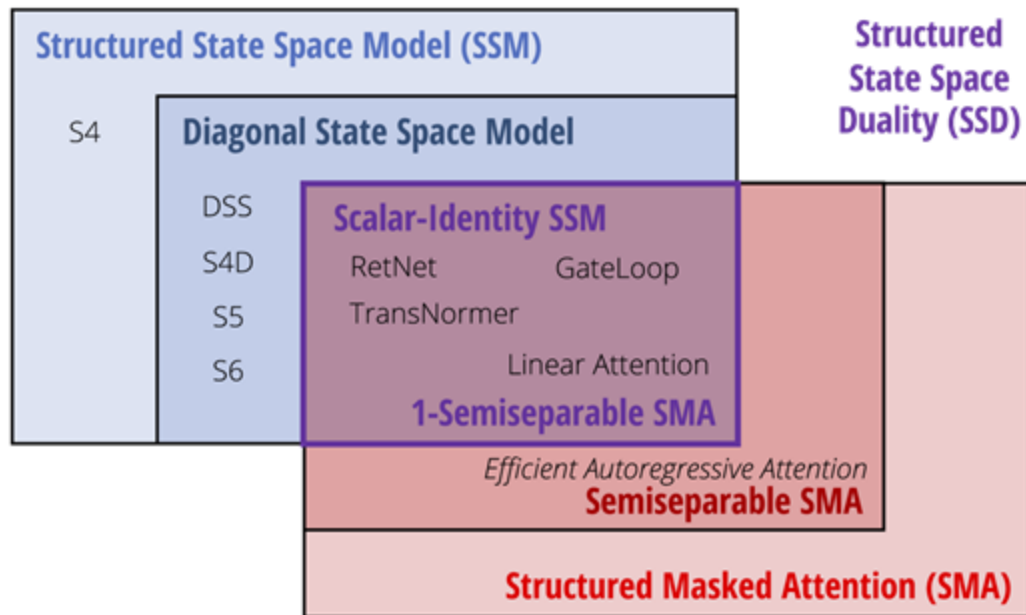 Structured State Space Model (SSM)
Structured
State Space
Duality (SSD)
S4
Diagonal State Space Model
DSS
S4D
S5
S6
Scalar-Identity SSM
RetNet
GateLoop
TransNormer
Linear Attention
1-Semiseparable SMA
Efficient Autoregressive Attention
Semiseparable SMA
Structured Masked Attention (SMA)